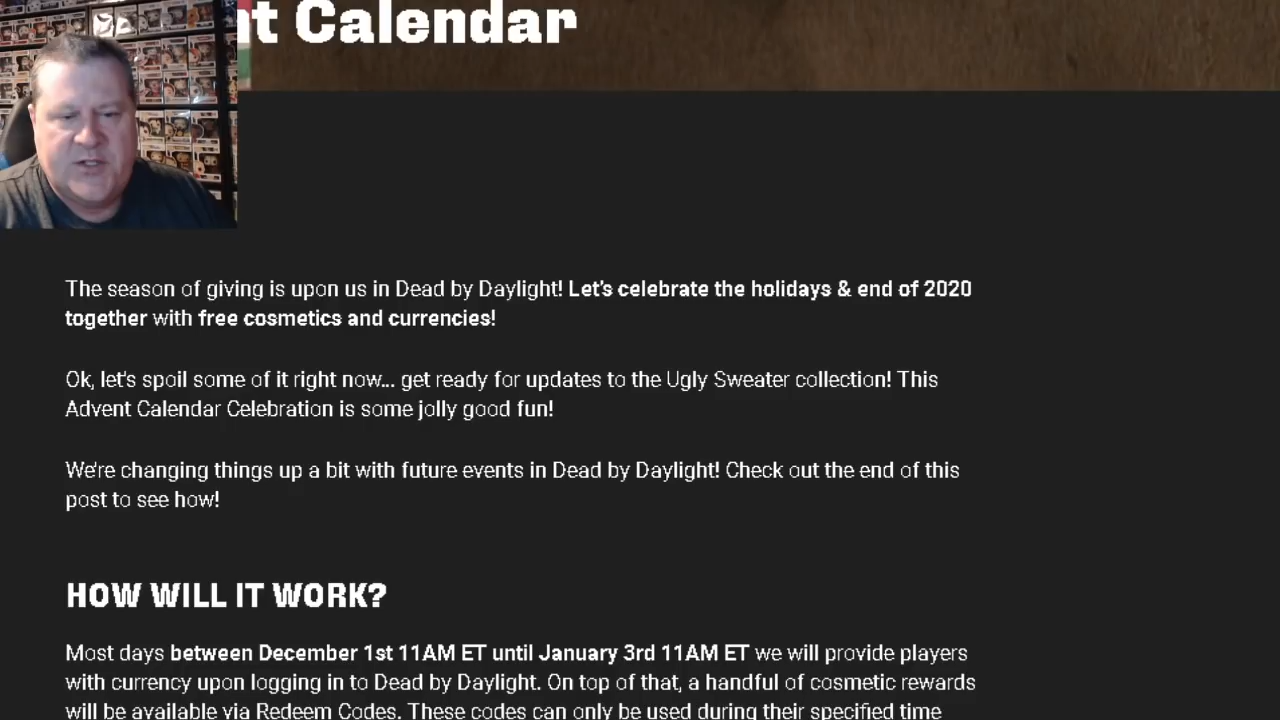 t Calendar
The season of giving is upon us in Dead by Daylight! Let's celebrate the holidays & end of 2020
together with free cosmetics and currencies!
Ok, let's spoil some of it right now... get ready for updates to the Ugly Sweater collection! This
Advent Calendar Celebration is some jolly good fun!
We're changing things up a bit with future events in Dead by Daylight! Check out the end of this
post to see how!
HOW WILL IT WORK?
Most days between December 1st 11AM ET until January 3rd 11AM ET we will provide players
with currency upon logging in to Dead by Daylight. On top of that, a handful of cosmetic rewards
will be available via Redeem Codes. These codes can only be used during their specified time